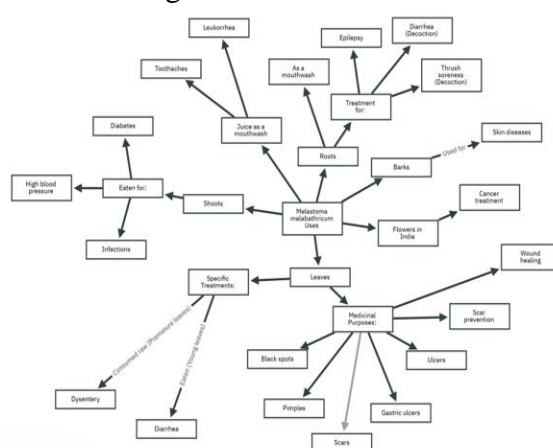 Leukorrhea
Epilepsy
Diarrhea
(Decoction)
Toothaches
As a
mouthwash
Treatment
for:
Thrush
soreness
(Decoction)
Diabetes
Juice as a
mouthwash
Roots
Used for
Skin diseases
Barks
High blood
pressure
Eaten for:
Shoots
Melastoma
malabathricum
Uses
Flowers in
India
Cancer
treatment
Infections
Specific
Treatments:
Leaves
Wound
healing
Medicinal
Purposes:
Scar
prevention
Consumed raw (Premature leaves)
Eaten (Young leaves)
Black spots
Ulcers
Dysentery
Pimples
Gastric ulcers
Diarrhea
Scars